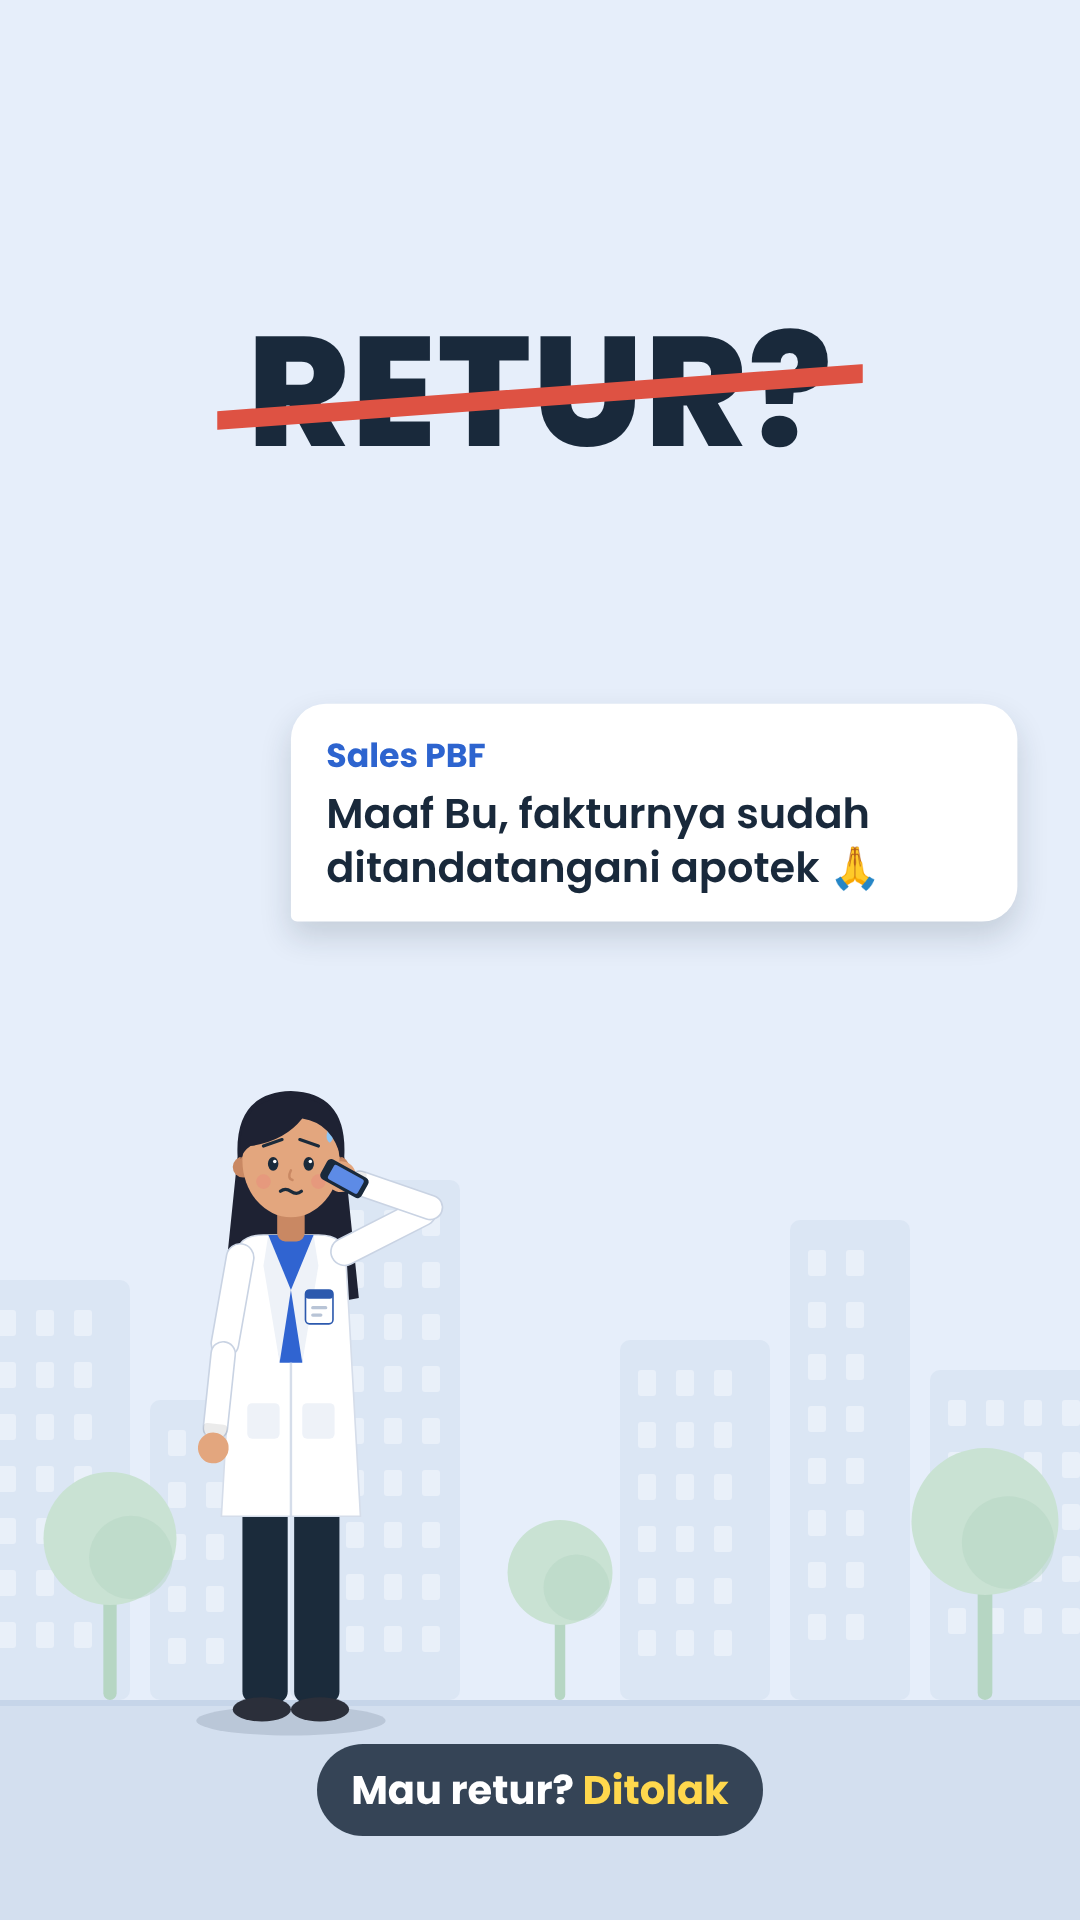 RETUR?
Sales PBF
Maaf Bu, fakturnya sudah
ditandatangani apotek 🙏
Mau retur? Ditolak